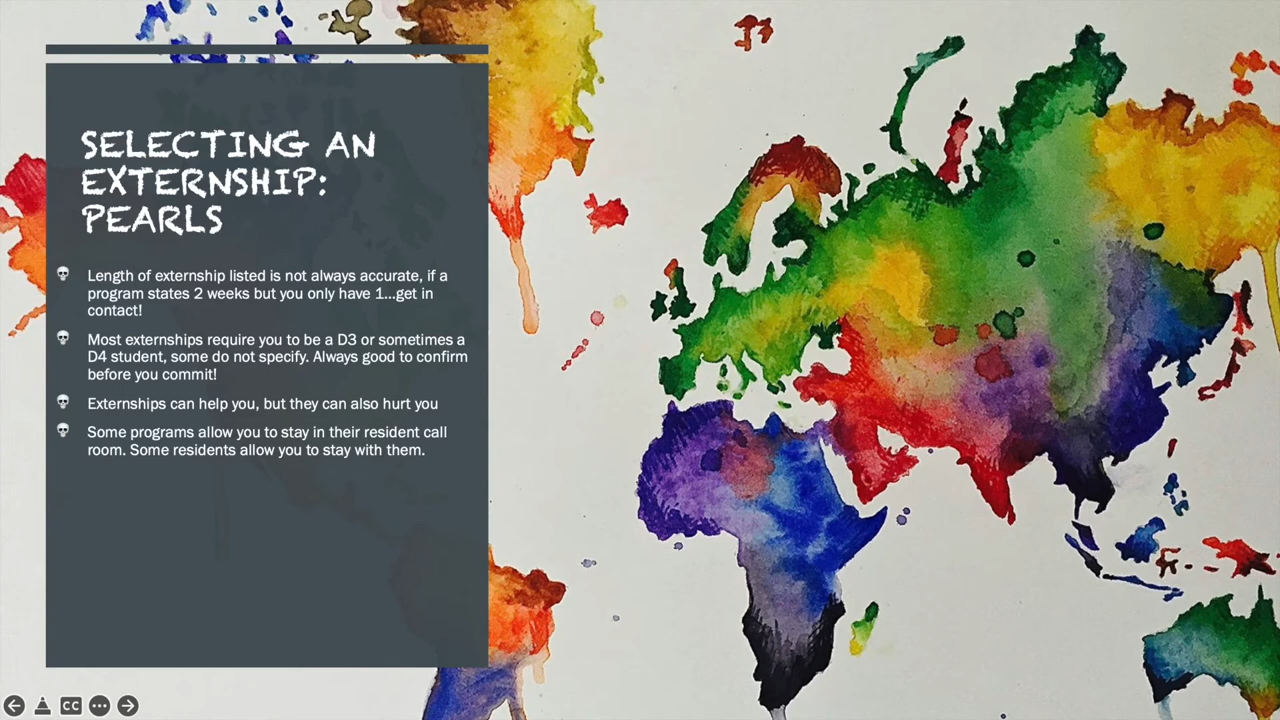 SELECTING AN
EXTERNSHIP:
PEARLS
Length of externship listed is not always accurate, if a
program states 2 weeks but you only have 1...get in
contact!
Most externships require you to be a D3 or sometimes a
D4 student, some do not specify. Always good to confirm
before you commit!
Externships can help you, but they can also hurt you
Some programs allow you to stay in their resident call
room. Some residents allow you to stay with them.
CC